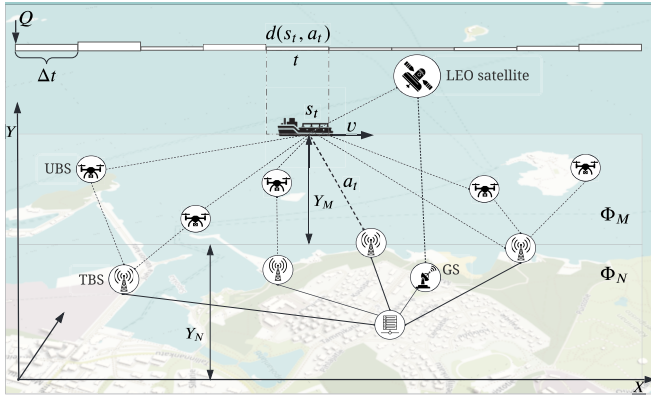 Q
d(s_t, a_t)
Δt
t
LEO satellite
s_t
v
Y
UBS
Y_M
a_t
Φ_M
TBS
GS
Φ_N
Y_N
X